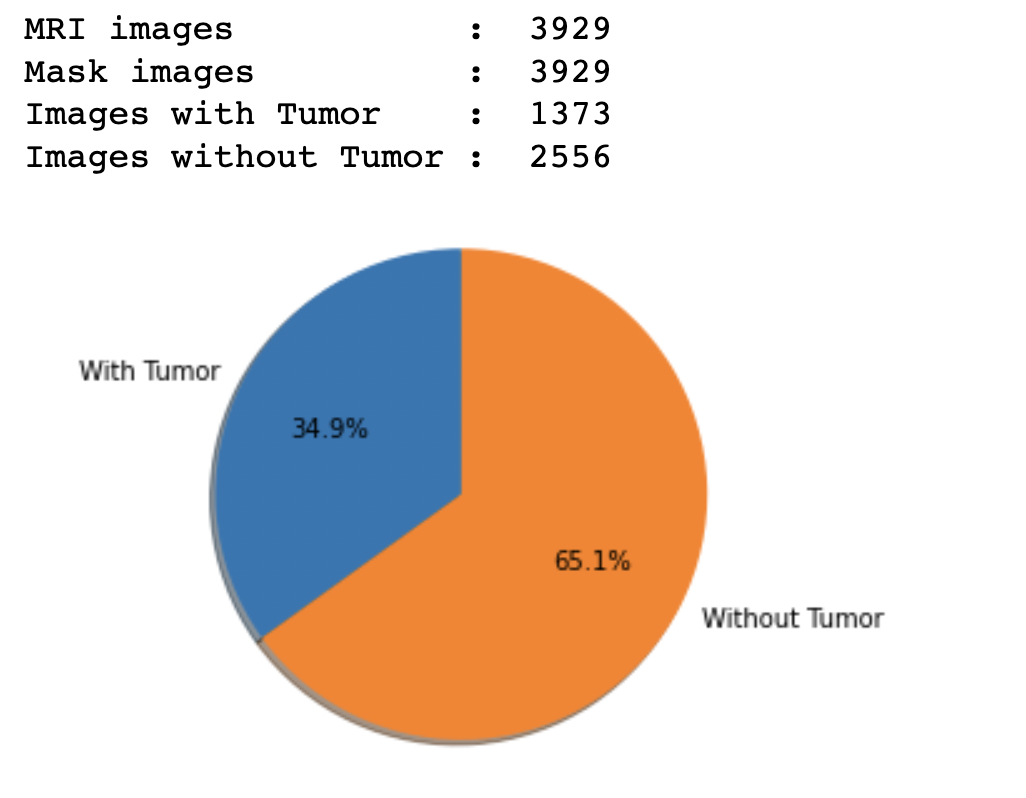 MRI images : 3929
Mask images : 3929
Images with Tumor : 1373
Images without Tumor : 2556
With Tumor
34.9%
65.1%
Without Tumor